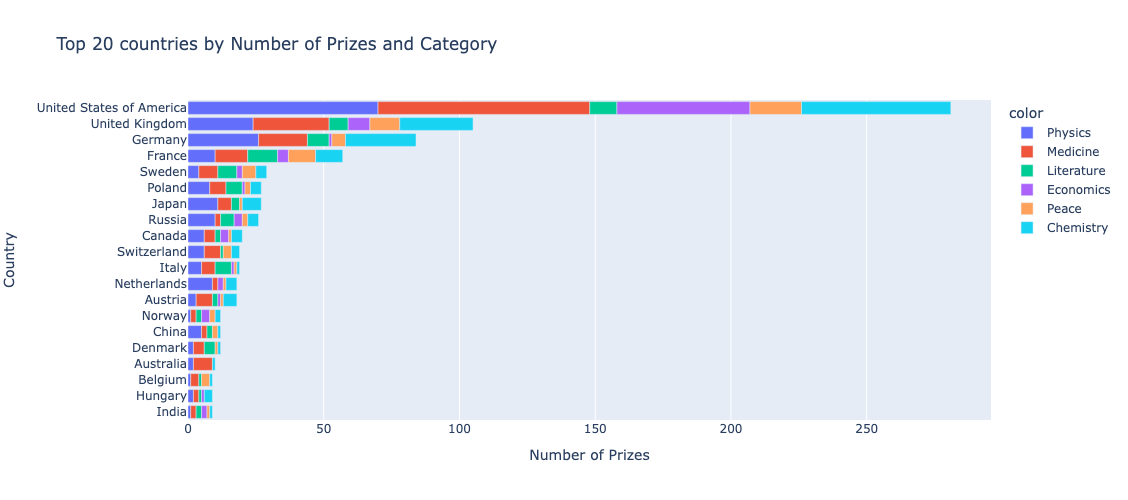 Top 20 countries by Number of Prizes and Category
United States of America
United Kingdom
Germany
France
Sweden
Poland
Japan
Russia
Canada
Switzerland
Italy
Netherlands
Austria
Norway
China
Denmark
Australia
Belgium
Hungary
India
Country
0 50 100 150 200 250
Number of Prizes
color
Physics
Medicine
Literature
Economics
Peace
Chemistry